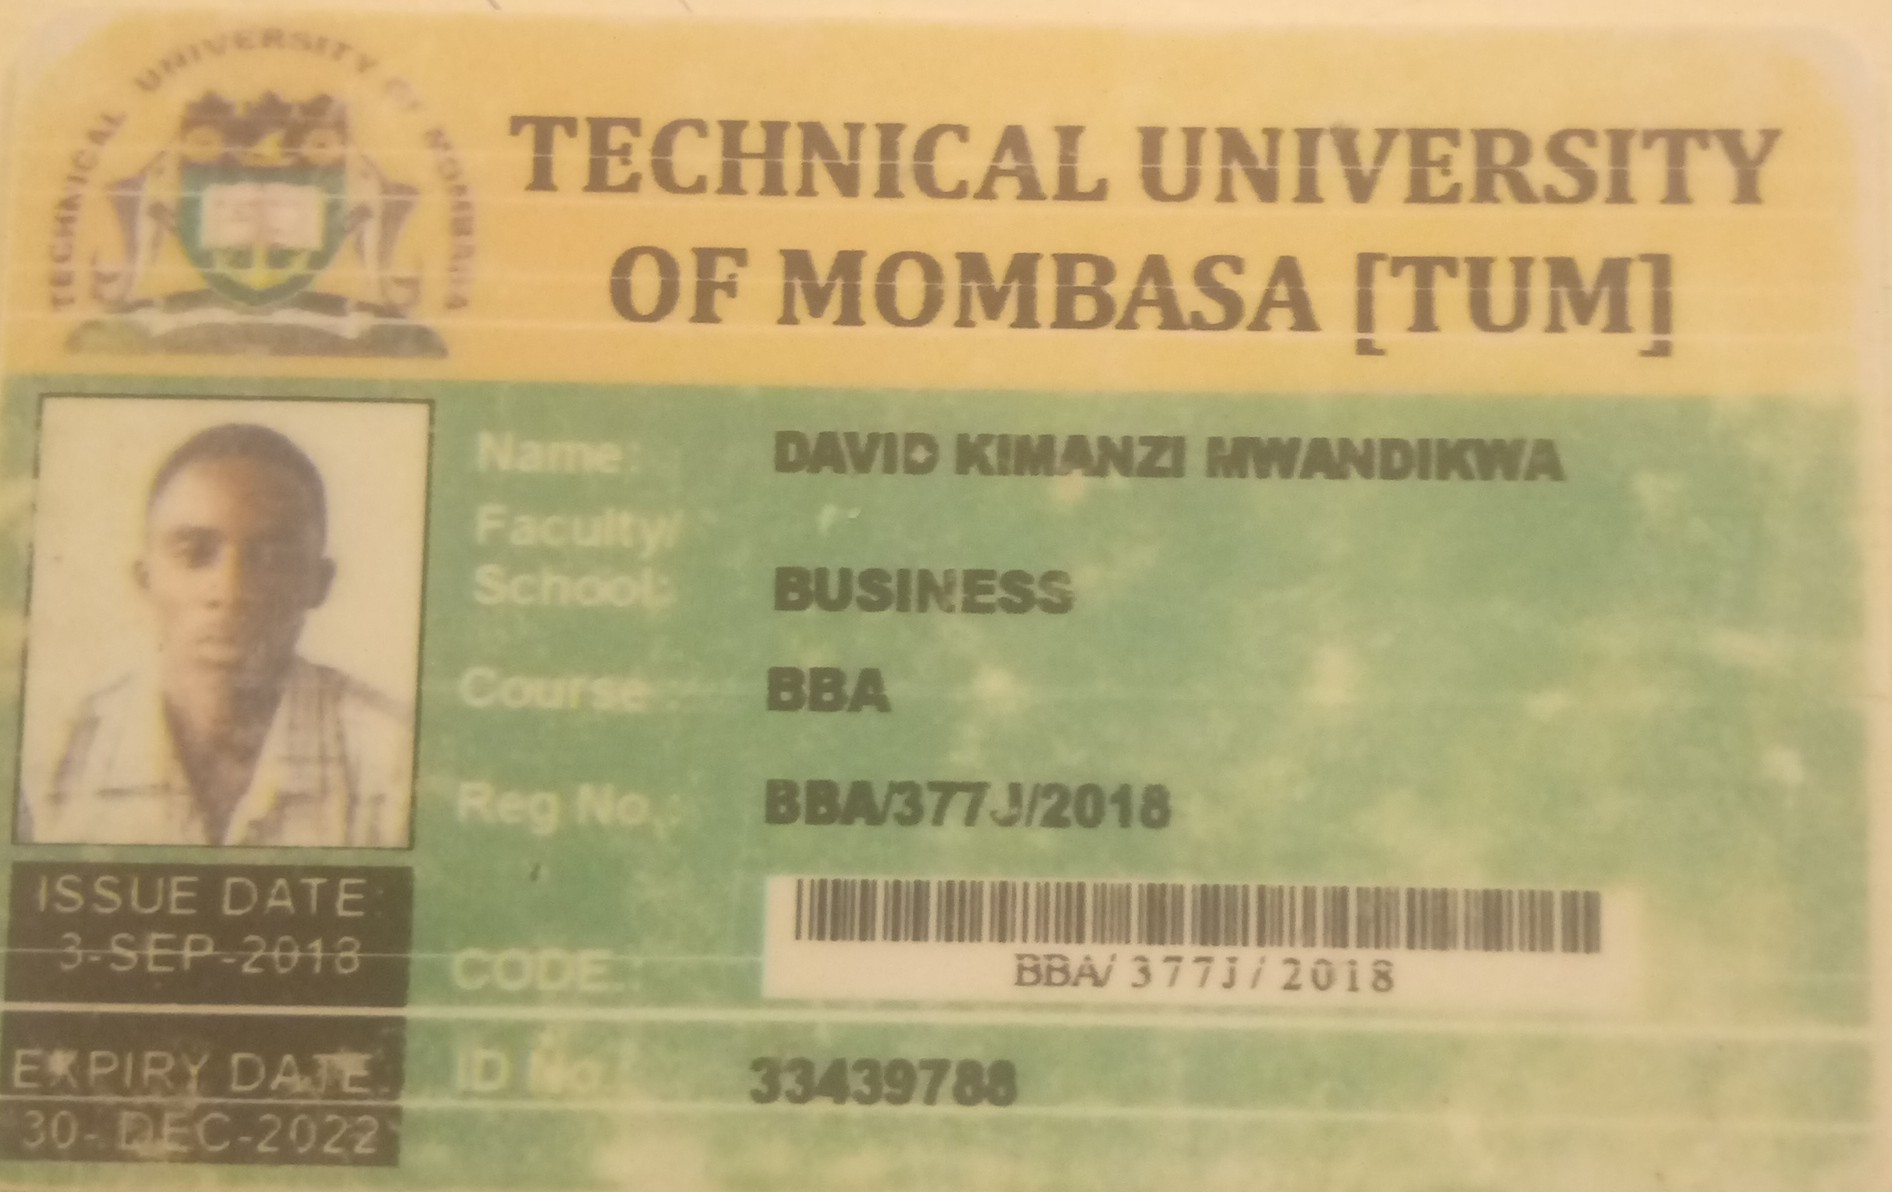 TECHNICAL UNIVERSITY OF MOMBASA
TECHNICAL UNIVERSITY
OF MOMBASA [TUM]
Name: DAVID KIMANZI MWANDIKWA
Faculty/
School: BUSINESS
Course : BBA
Reg No. : BBA/377J/2018
ISSUE DATE:
3-SEP-2018
CODE.:
BBA/ 377J/ 2018
EXPIRY DATE:
30- DEC-2022
ID No.: 33439788